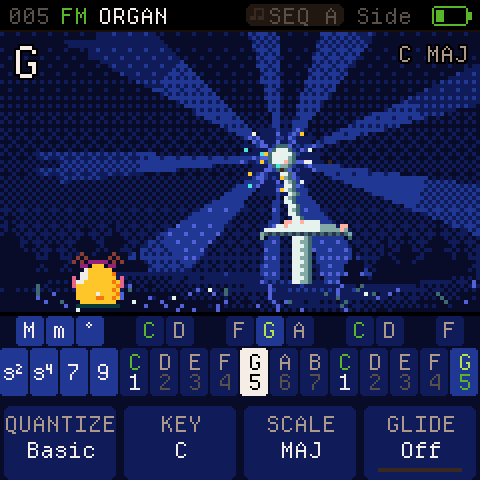 005 FM ORGAN SEQ A Side
G C MAJ
M m ° C D F G A C D F
s² s⁴ 7 9 C D E F G A B C D E F G
1 2 3 4 5 6 7 1 2 3 4 5
QUANTIZE KEY SCALE GLIDE
Basic C MAJ Off